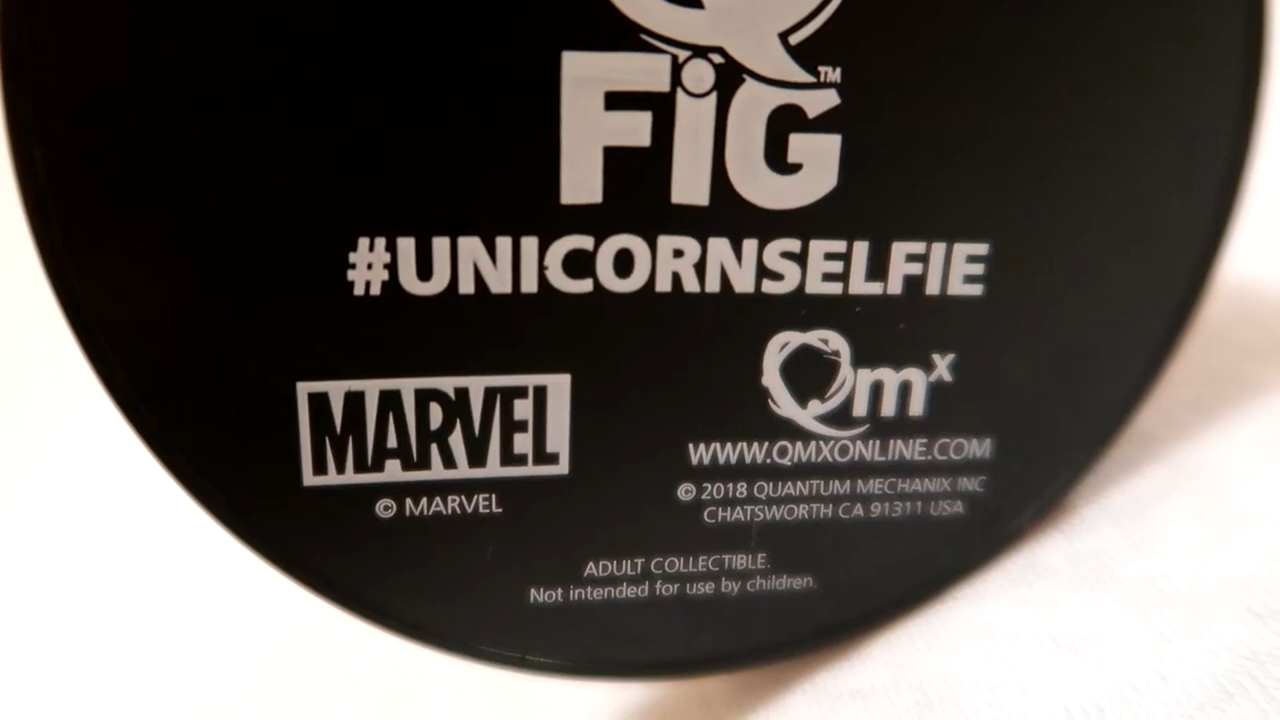 Q
FiG™
#UNICORNSELFIE
MARVEL
© MARVEL
Qmx
WWW.QMXONLINE.COM
© 2018 QUANTUM MECHANIX INC
CHATSWORTH CA 91311 USA
ADULT COLLECTIBLE.
Not intended for use by children.